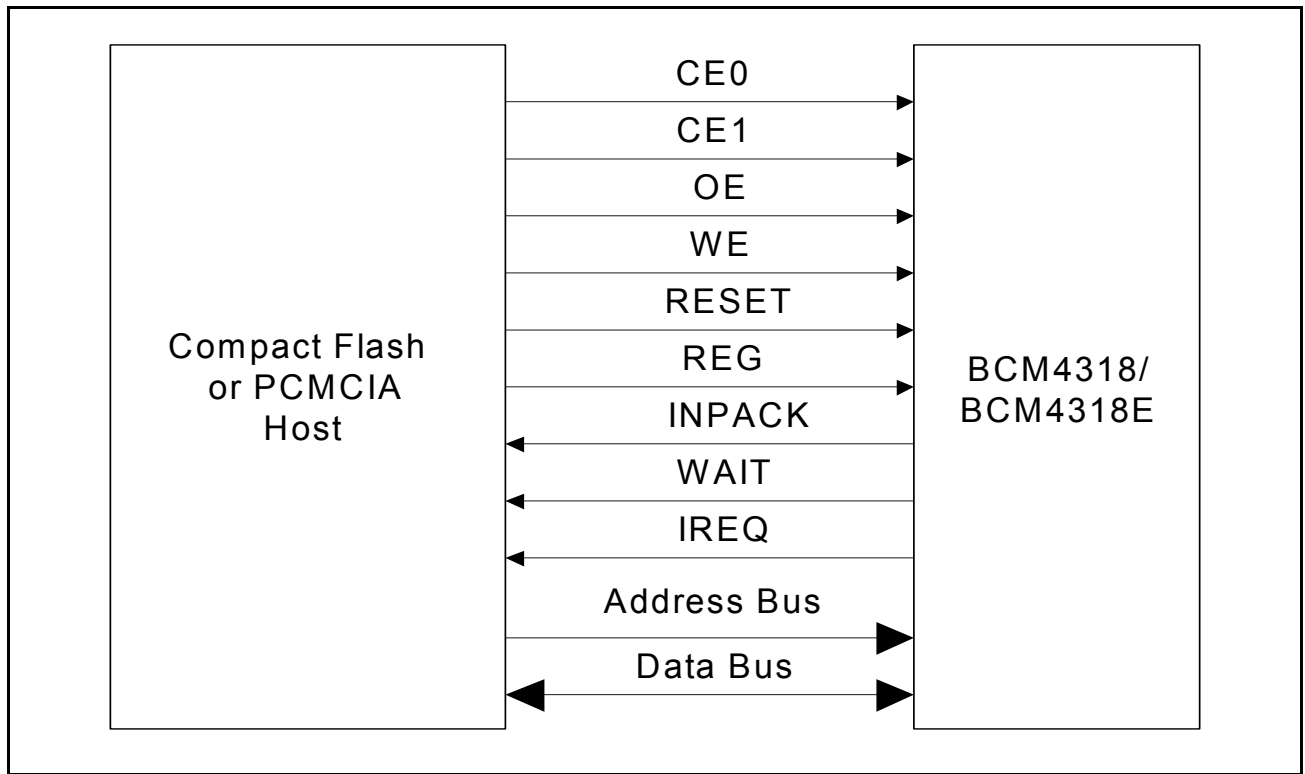 CE0
CE1
OE
WE
RESET
REG
INPACK
WAIT
IREQ
Address Bus
Data Bus
Compact Flash
or PCMCIA
Host
BCM4318/
BCM4318E